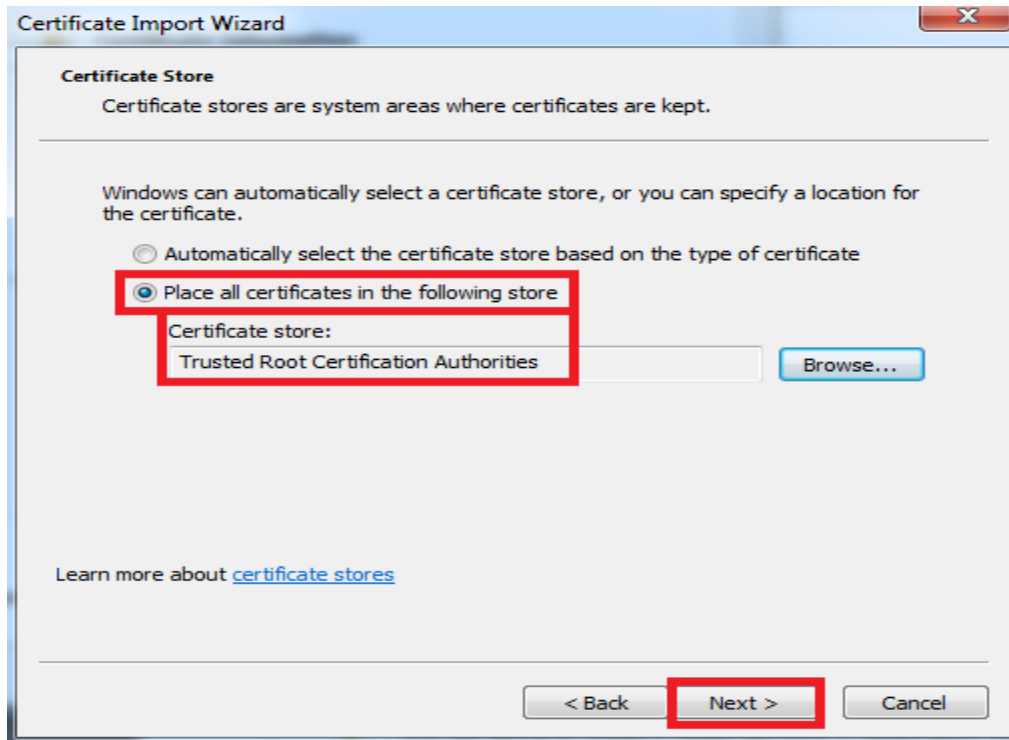 Certificate Import Wizard
Certificate Store
Certificate stores are system areas where certificates are kept.
Windows can automatically select a certificate store, or you can specify a location for
the certificate.
Automatically select the certificate store based on the type of certificate
Place all certificates in the following store
Certificate store:
Trusted Root Certification Authorities
Browse...
Learn more about certificate stores
< Back Next > Cancel